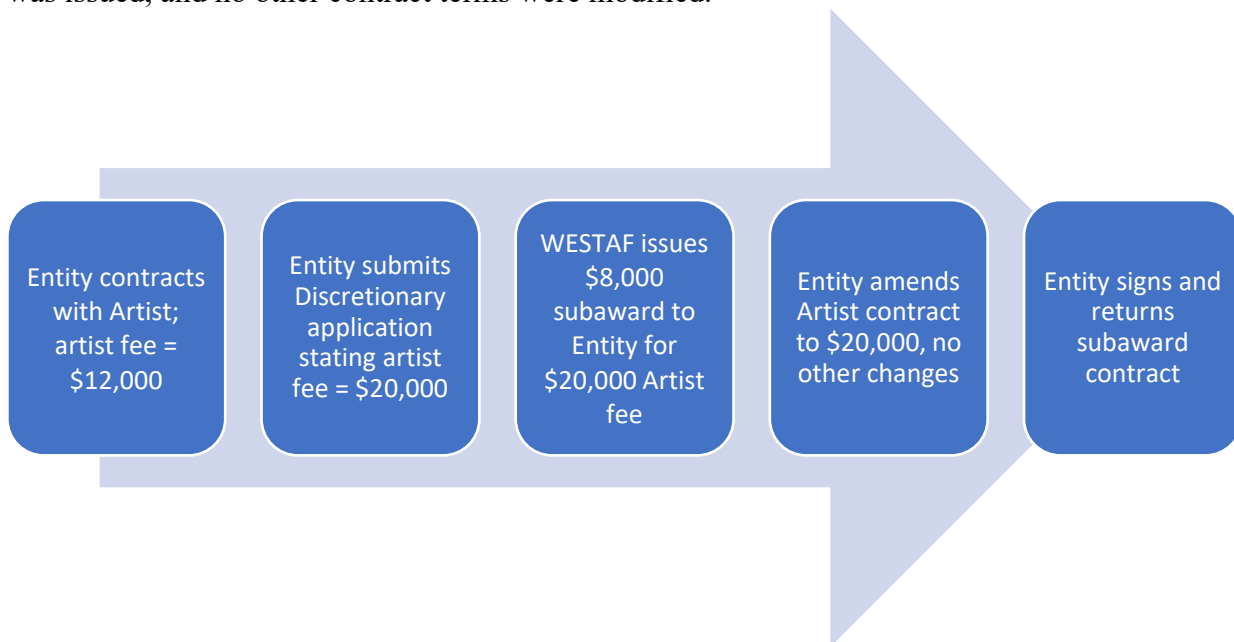 was issued, and no other contract terms were modified.
Entity contracts
with Artist;
artist fee =
$12,000
Entity submits
Discretionary
application
stating artist
fee = $20,000
WESTAF issues
$8,000
subaward to
Entity for
$20,000 Artist
fee
Entity amends
Artist contract
to $20,000, no
other changes
Entity signs and
returns
subaward
contract